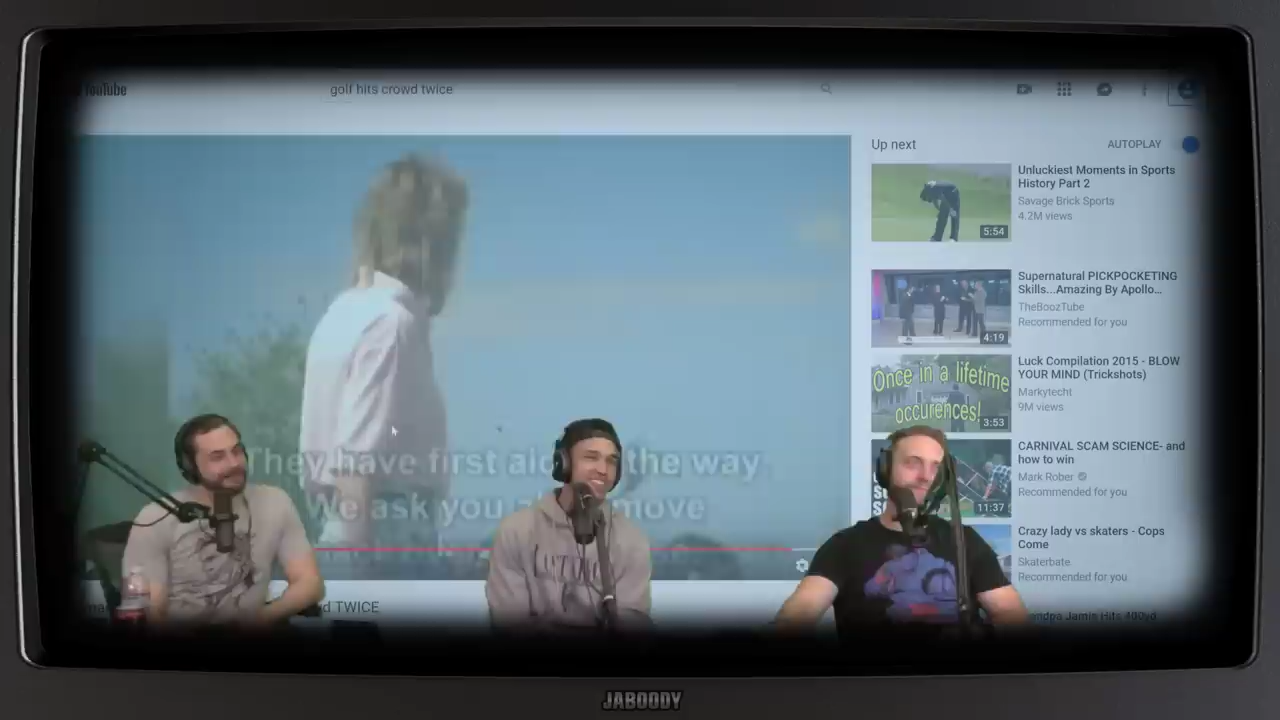 YouTube
golf hits crowd twice
Up next
AUTOPLAY
Unluckiest Moments in Sports
History Part 2
Savage Brick Sports
4.2M views
5:54
Supernatural PICKPOCKETING
Skills...Amazing By Apollo...
TheBoozTube
Recommended for you
4:19
Once in a lifetime
occurences!
3:53
Luck Compilation 2015 - BLOW
YOUR MIND (Trickshots)
Markytecht
9M views
CARNIVAL SCAM SCIENCE- and
how to win
Mark Rober
Recommended for you
11:37
Crazy lady vs skaters - Cops
Come
Skaterbate
Recommended for you
Jamie Hits 400yd
They have first aid the way
We ask you move
TWICE
JABOODY